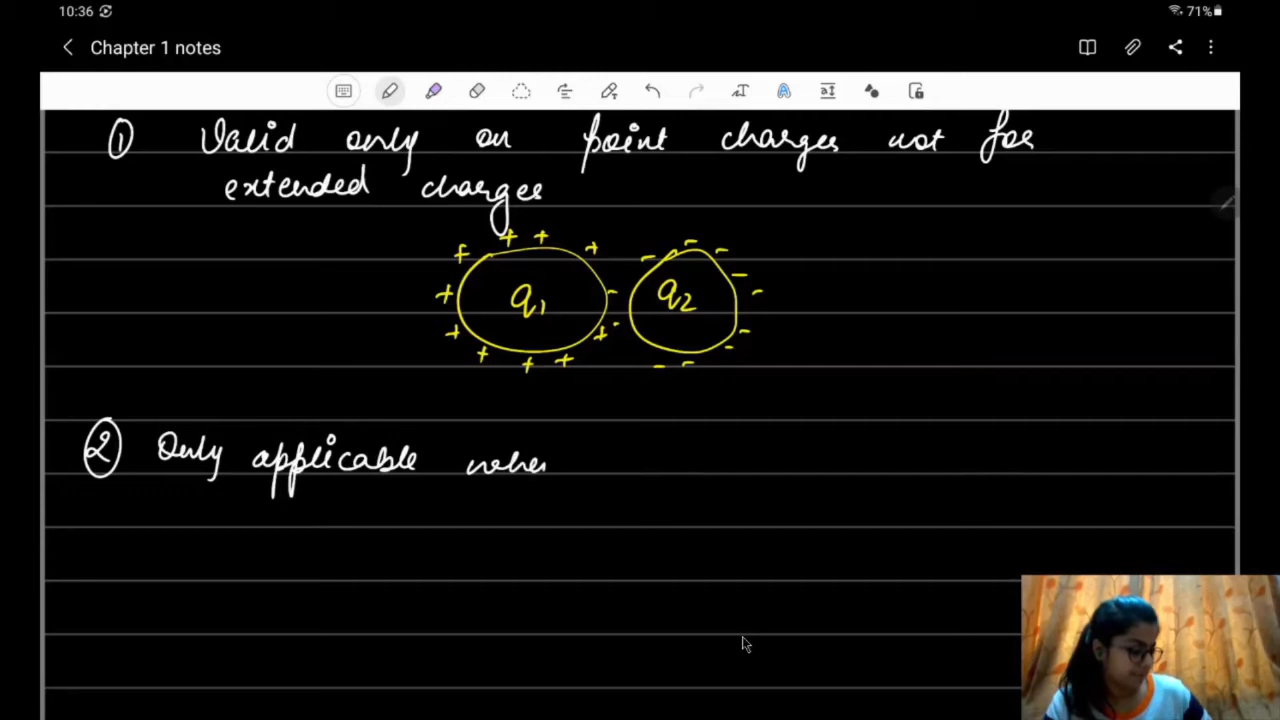 10:36
71%
Chapter 1 notes
① Valid only on point charges not for
extended charges
+ + + +
- - - -
+ q1 - q2 - -
+ + - - -
+ + + - -
② Only applicable when